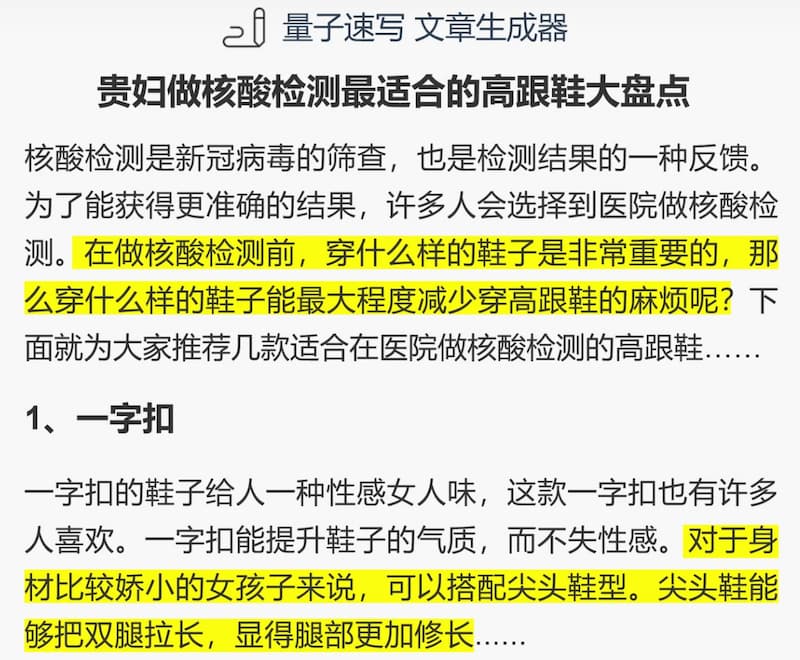 量子速写 文章生成器
贵妇做核酸检测最适合的高跟鞋大盘点
核酸检测是新冠病毒的筛查，也是检测结果的一种反馈。
为了能获得更准确的结果，许多人会选择到医院做核酸检
测。在做核酸检测前，穿什么样的鞋子是非常重要的，那
么穿什么样的鞋子能最大程度减少穿高跟鞋的麻烦呢？下
面就为大家推荐几款适合在医院做核酸检测的高跟鞋……
1、一字扣
一字扣的鞋子给人一种性感女人味，这款一字扣也有许多
人喜欢。一字扣能提升鞋子的气质，而不失性感。对于身
材比较娇小的女孩子来说，可以搭配尖头鞋型。尖头鞋能
够把双腿拉长，显得腿部更加修长……